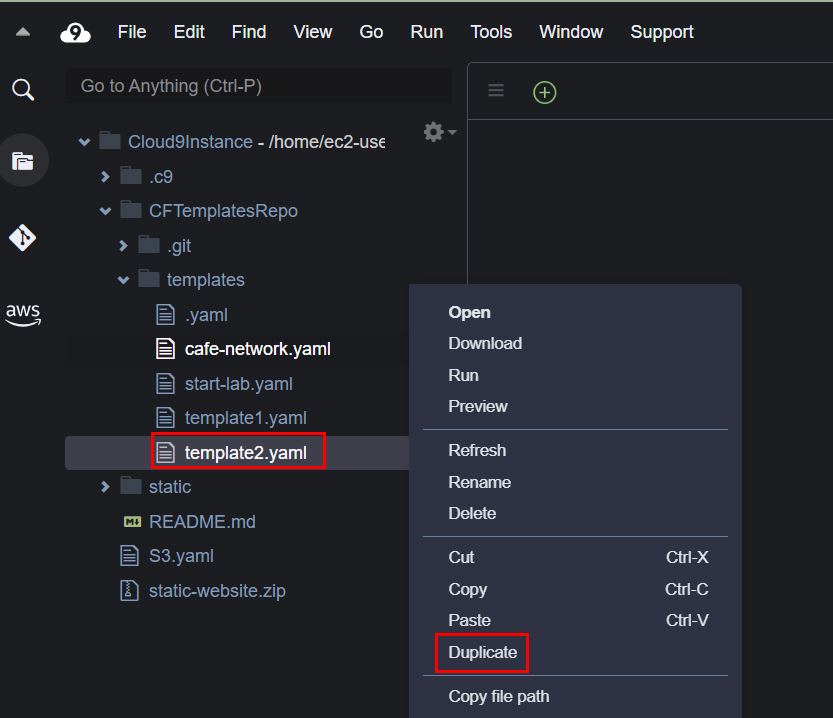 9 File Edit Find View Go Run Tools Window Support
Go to Anything (Ctrl-P)
Cloud9Instance - /home/ec2-use
.c9
CFTemplatesRepo
.git
templates
aws
.yaml
cafe-network.yaml
start-lab.yaml
template1.yaml
template2.yaml
static
M↓ README.md
S3.yaml
static-website.zip
Open
Download
Run
Preview
Refresh
Rename
Delete
Cut Ctrl-X
Copy Ctrl-C
Paste Ctrl-V
Duplicate
Copy file path